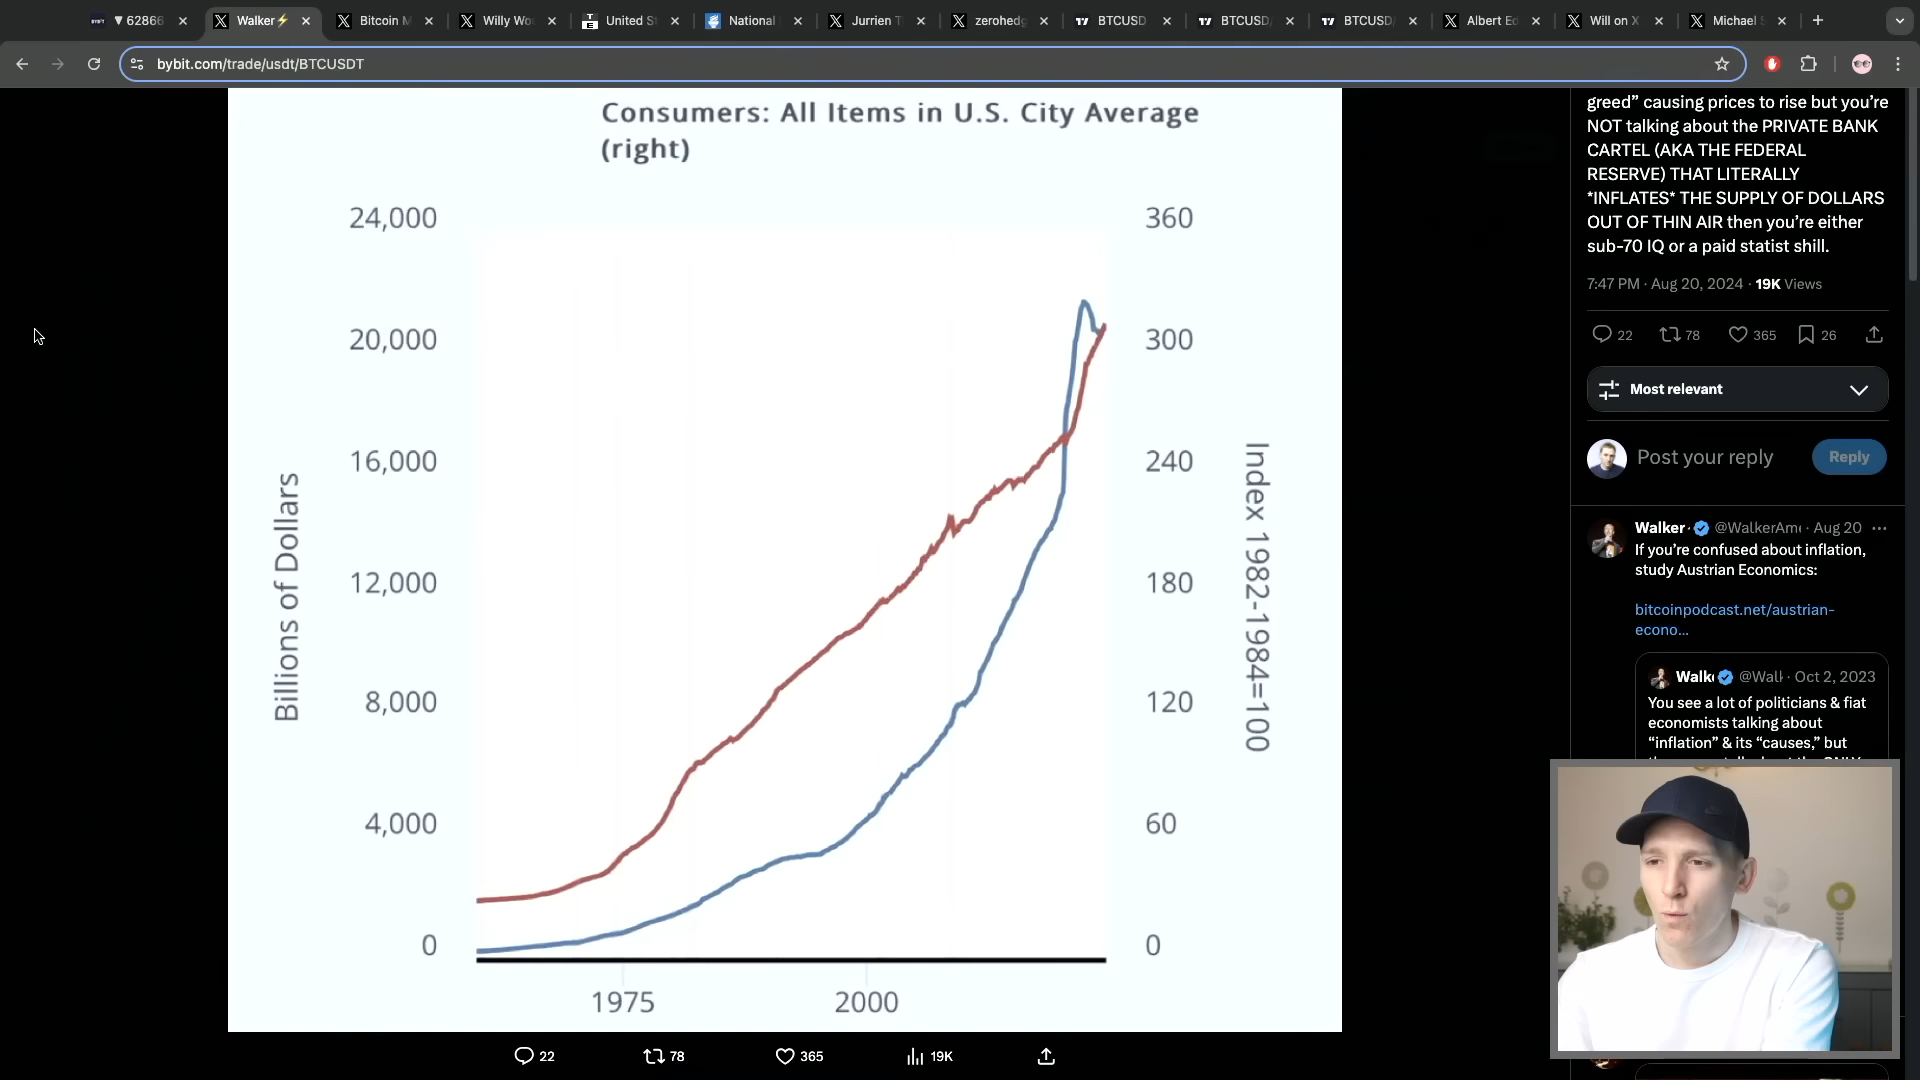 62866
Walker⚡
Bitcoin M
Willy Wo
United S
National
Jurrien T
zerohedg
BTCUSD
BTCUSD
BTCUSD
Albert Ed
Will on X
Michael S
bybit.com/trade/usdt/BTCUSDT
Consumers: All Items in U.S. City Average
(right)
24,000
360
20,000
300
16,000
240
12,000
180
8,000
120
4,000
60
0
0
Billions of Dollars
Index 1982-1984=100
1975
2000
22
78
365
19K
greed” causing prices to rise but you’re
NOT talking about the PRIVATE BANK
CARTEL (AKA THE FEDERAL
RESERVE) THAT LITERALLY
*INFLATES* THE SUPPLY OF DOLLARS
OUT OF THIN AIR then you’re either
sub-70 IQ or a paid statist shill.
7:47 PM · Aug 20, 2024 · 19K Views
22
78
365
26
Most relevant
Post your reply
Reply
Walker @WalkerAm · Aug 20
If you’re confused about inflation,
study Austrian Economics:
bitcoinpodcast.net/austrian-
econo…
Walk @Wal · Oct 2, 2023
You see a lot of politicians & fiat
economists talking about
“inflation” & its “causes,” but